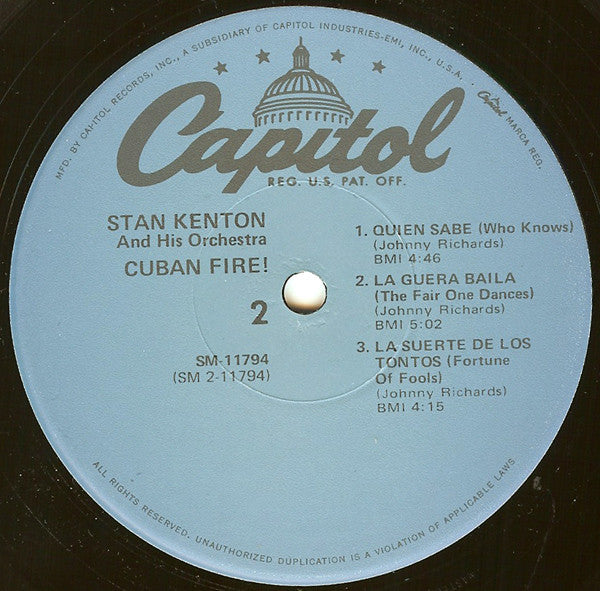 MFD. BY CAPITOL RECORDS, INC., A SUBSIDIARY OF CAPITOL INDUSTRIES-EMI, INC., U.S.A. . Capitol MARCA REG.
Capitol
REG. U.S. PAT. OFF.
STAN KENTON
And His Orchestra
CUBAN FIRE!
2
SM-11794
(SM 2-11794)
1. QUIEN SABE (Who Knows)
(Johnny Richards)
BMI 4:46
2. LA GUERA BAILA
(The Fair One Dances)
(Johnny Richards)
BMI 5:02
3. LA SUERTE DE LOS
TONTOS (Fortune
Of Fools)
(Johnny Richards)
BMI 4:15
ALL RIGHTS RESERVED. UNAUTHORIZED DUPLICATION IS A VIOLATION OF APPLICABLE LAWS